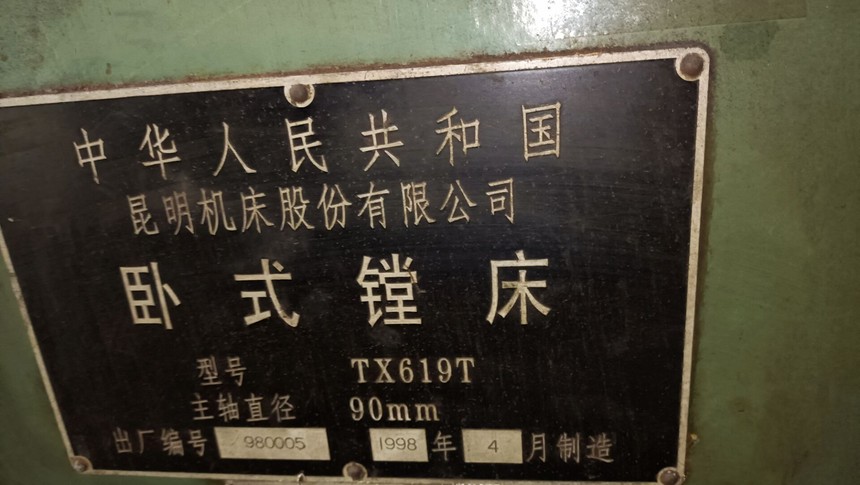 中华人民共和国
昆明机床股份有限公司
卧式镗床
型号 TX619T
主轴直径 90mm
出厂编号 980005 1998 年 4 月制造